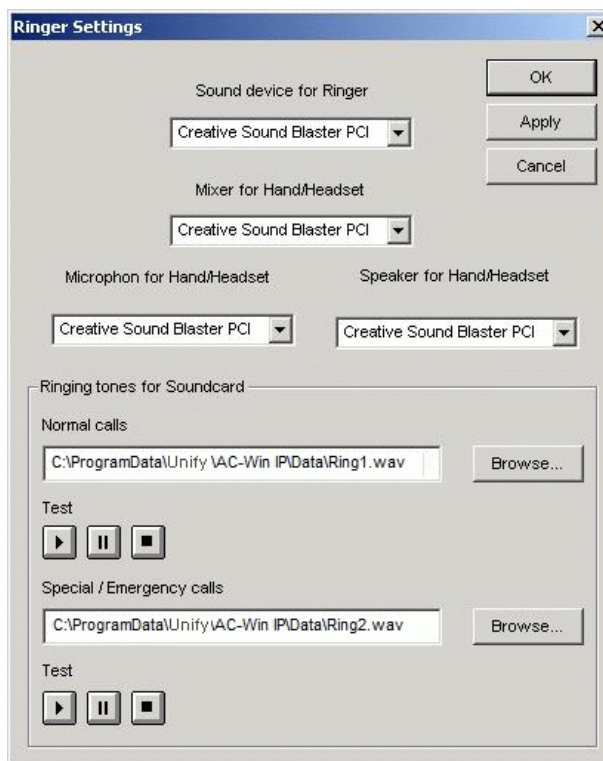 Ringer Settings
OK
Sound device for Ringer
Creative Sound Blaster PCI
Apply
Cancel
Mixer for Hand/Headset
Creative Sound Blaster PCI
Microphon for Hand/Headset
Speaker for Hand/Headset
Creative Sound Blaster PCI
Creative Sound Blaster PCI
Ringing tones for Soundcard
Normal calls
C:\ProgramData\Unify \AC-Win IP\Data\Ring1.wav
Browse...
Test
Special / Emergency calls
C:\ProgramData\Unify \AC-Win IP\Data\Ring2.wav
Browse...
Test